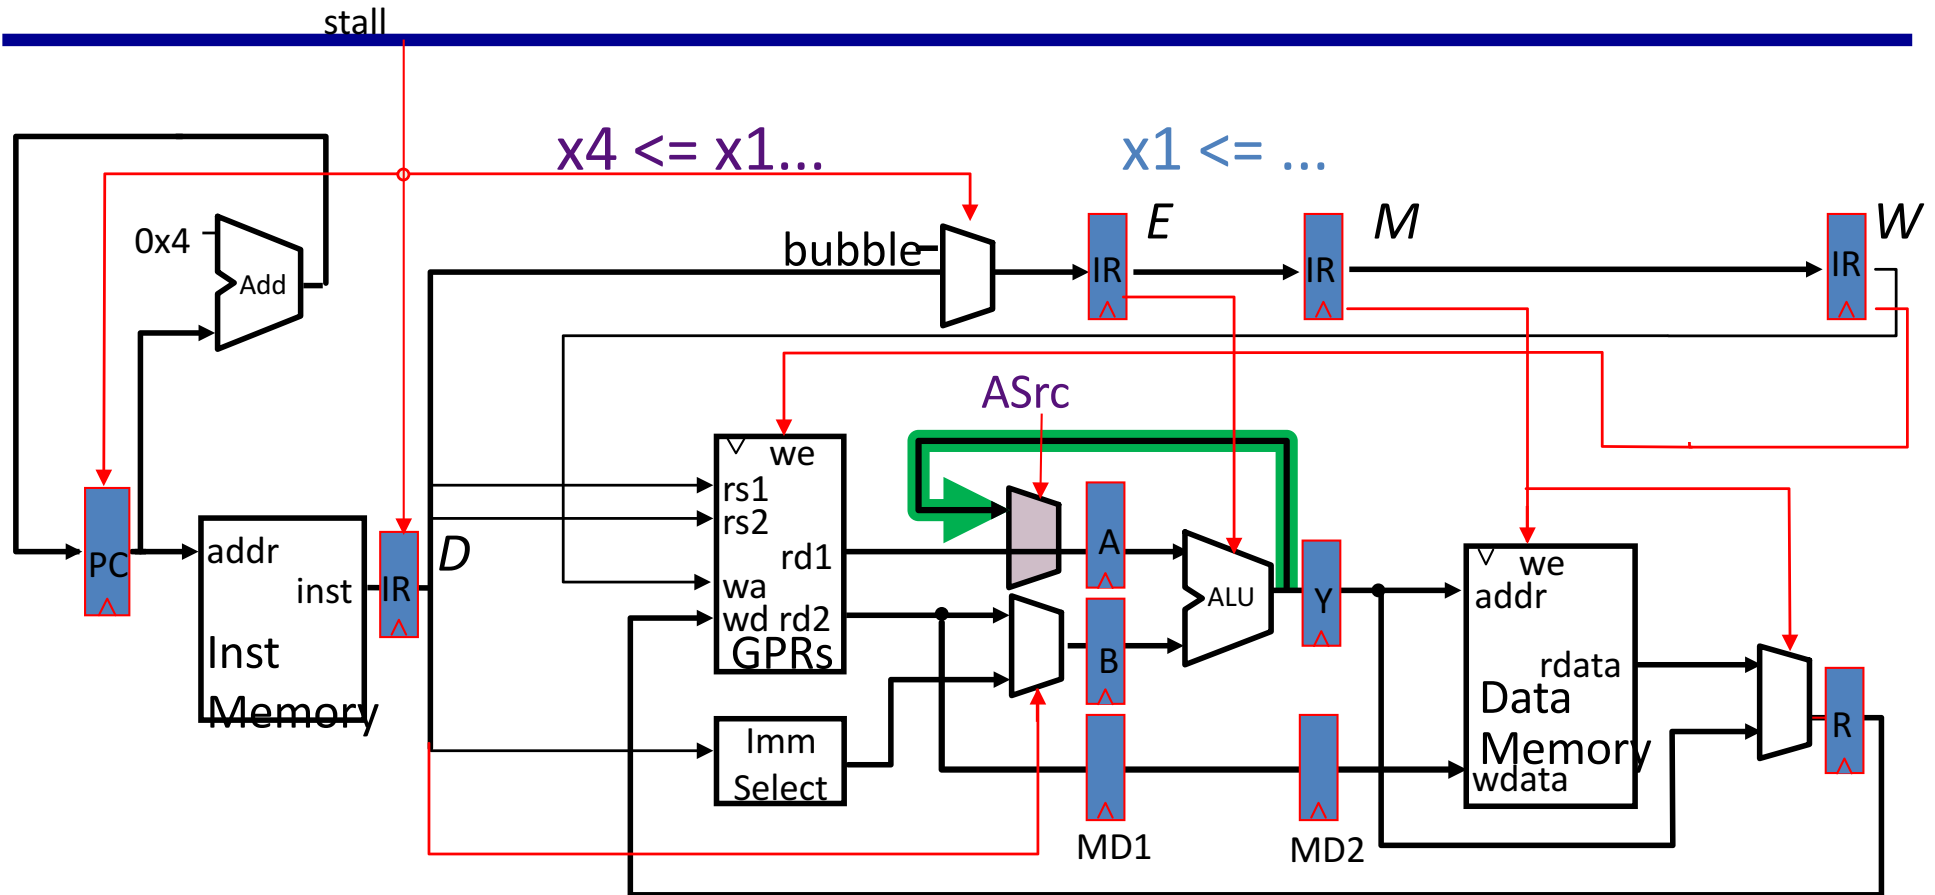 stall
x4 <= x1...
x1 <= ...
0x4
Add
bubble
IR
E
IR
M
IR
W
ASrc
we
rs1
rs2
rd1
wa
wd rd2
GPRs
PC
addr
inst
Inst
Memory
IR
D
A
B
ALU
Y
we
addr
rdata
Data
Memory
wdata
R
Imm
Select
MD1
MD2